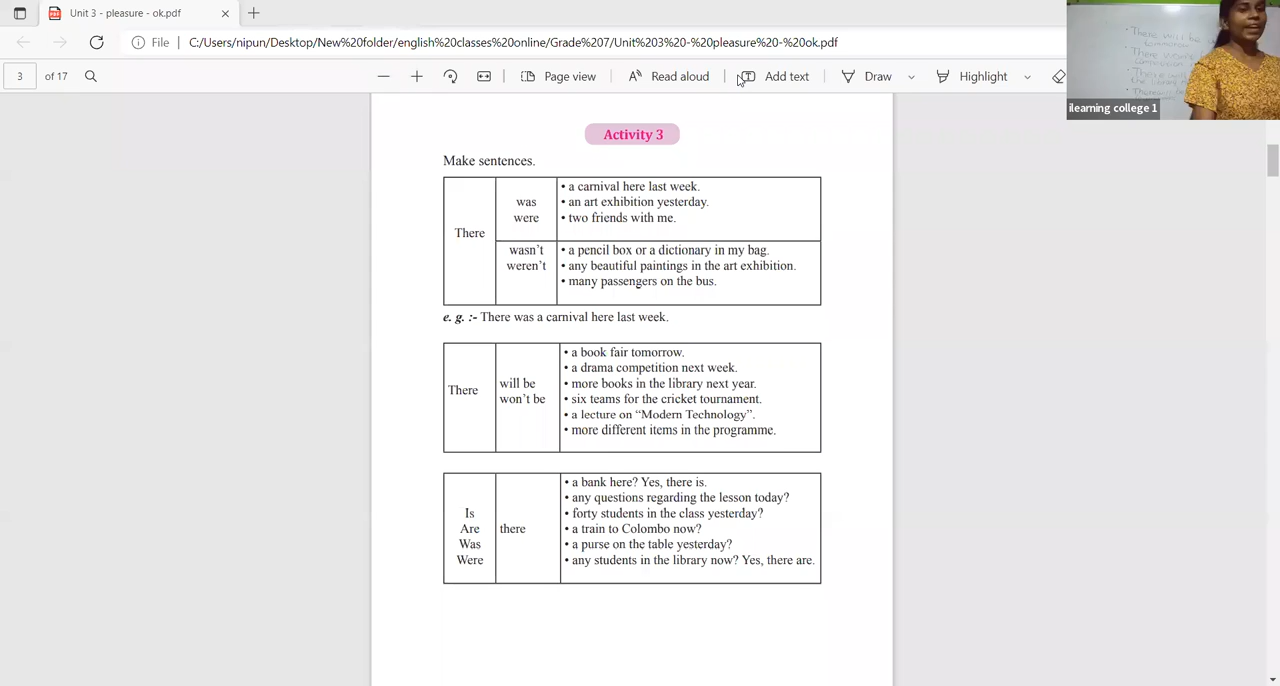 Unit 3 - pleasure - ok.pdf
File C:/Users/nipun/Desktop/New%20folder/english%20classes%20online/Grade%207/Unit%203%20-%20pleasure%20-%20ok.pdf
3 of 17 Page view Read aloud Add text Draw Highlight
• There will be
• There
• There will
the library
•
ilearning college 1
Activity 3
Make sentences.
There
was
were
• a carnival here last week.
• an art exhibition yesterday.
• two friends with me.
wasn't
weren't
• a pencil box or a dictionary in my bag.
• any beautiful paintings in the art exhibition.
• many passengers on the bus.
e. g. :- There was a carnival here last week.
There
will be
won't be
• a book fair tomorrow.
• a drama competition next week.
• more books in the library next year.
• six teams for the cricket tournament.
• a lecture on “Modern Technology”.
• more different items in the programme.
Is
Are
Was
Were
there
• a bank here? Yes, there is.
• any questions regarding the lesson today?
• forty students in the class yesterday?
• a train to Colombo now?
• a purse on the table yesterday?
• any students in the library now? Yes, there are.